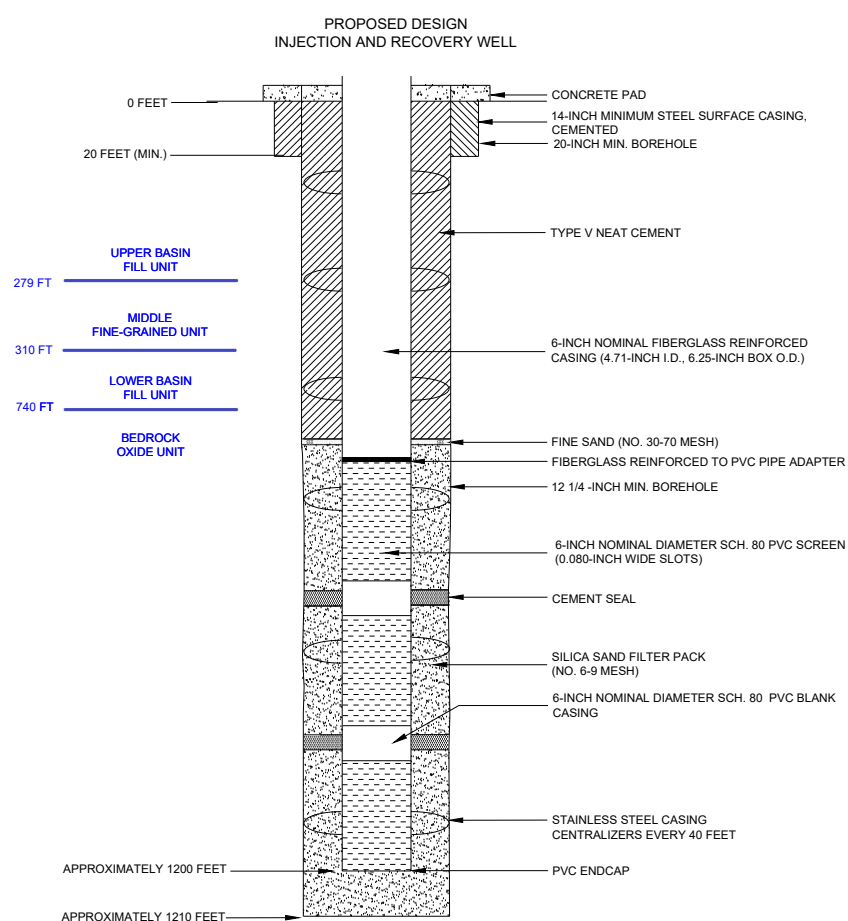 PROPOSED DESIGN
INJECTION AND RECOVERY WELL
CONCRETE PAD
0 FEET
14-INCH MINIMUM STEEL SURFACE CASING,
CEMENTED
20-INCH MIN. BOREHOLE
20 FEET (MIN.)
TYPE V NEAT CEMENT
UPPER BASIN
FILL UNIT
279 FT
MIDDLE
FINE-GRAINED UNIT
310 FT
6-INCH NOMINAL FIBERGLASS REINFORCED
CASING (4.71-INCH I.D., 6.25-INCH BOX O.D.)
LOWER BASIN
FILL UNIT
740 FT
BEDROCK
OXIDE UNIT
FINE SAND (NO. 30-70 MESH)
FIBERGLASS REINFORCED TO PVC PIPE ADAPTER
12 1/4 -INCH MIN. BOREHOLE
6-INCH NOMINAL DIAMETER SCH. 80 PVC SCREEN
(0.080-INCH WIDE SLOTS)
CEMENT SEAL
SILICA SAND FILTER PACK
(NO. 6-9 MESH)
6-INCH NOMINAL DIAMETER SCH. 80 PVC BLANK
CASING
STAINLESS STEEL CASING
CENTRALIZERS EVERY 40 FEET
APPROXIMATELY 1200 FEET
PVC ENDCAP
APPROXIMATELY 1210 FEET